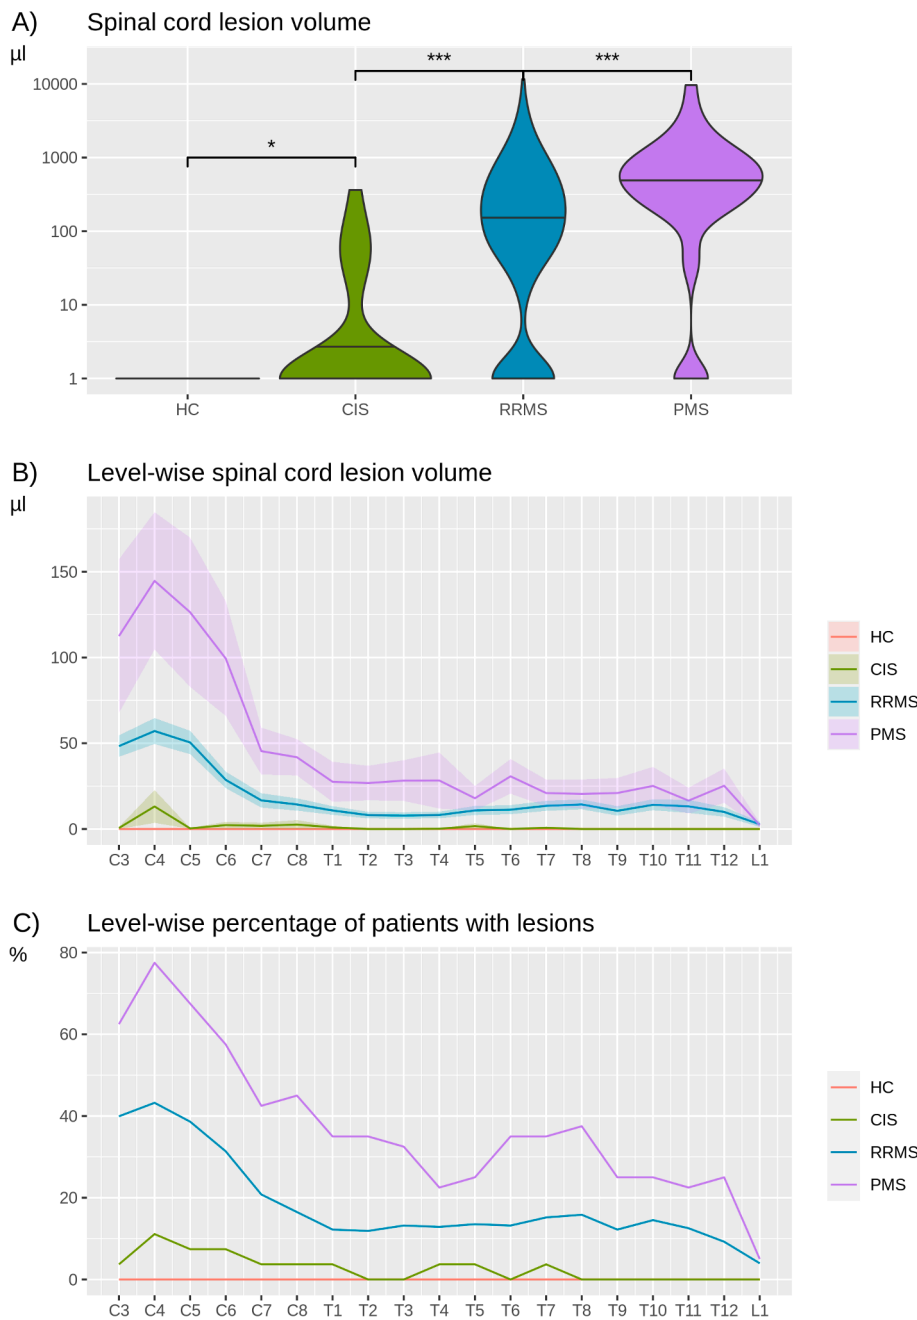 A) Spinal cord lesion volume
µl
10000
1000
100
10
1
*
***
***
HC CIS RRMS PMS
B) Level-wise spinal cord lesion volume
µl
150
100
50
0
C3 C4 C5 C6 C7 C8 T1 T2 T3 T4 T5 T6 T7 T8 T9 T10 T11 T12 L1
HC
CIS
RRMS
PMS
C) Level-wise percentage of patients with lesions
%
80
60
40
20
0
C3 C4 C5 C6 C7 C8 T1 T2 T3 T4 T5 T6 T7 T8 T9 T10 T11 T12 L1
HC
CIS
RRMS
PMS